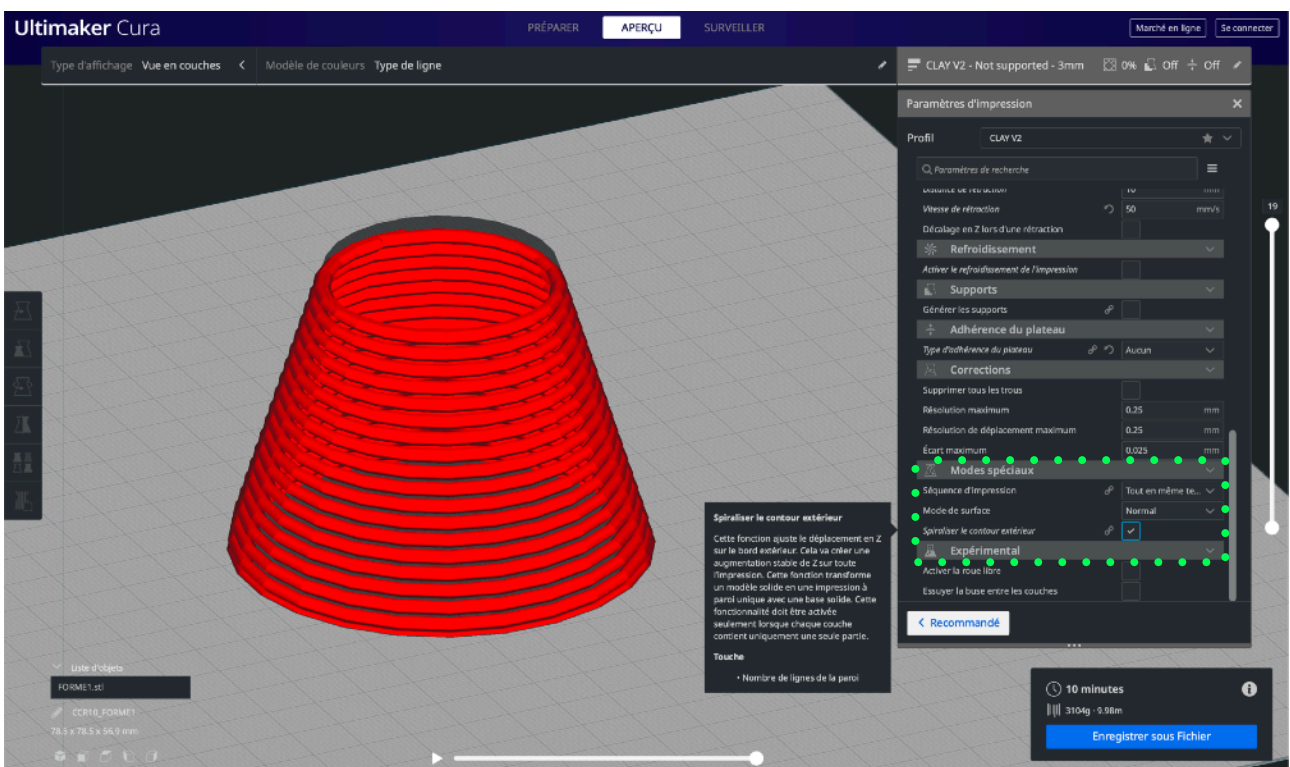 Ultimaker Cura
PRÉPARER
APERÇU
SURVEILLER
Marché en ligne
Se connecter
Type d'affichage Vue en couches
Modèle de couleurs Type de ligne
CLAY V2 - Not supported - 3mm
0%
Off
Off
Paramètres d'impression
Profil
CLAY V2
Paramètres de recherche
Distance de rétraction 10 mm
Vitesse de rétraction 50 mm/s
Décalage en Z lors d'une rétraction
Refroidissement
Activer le refroidissement de l'impression
Supports
Générer les supports
Adhérence du plateau
Type d'adhérence du plateau Aucun
Corrections
Supprimer tous les trous
Résolution maximum 0.25 mm
Résolution de déplacement maximum 0.25 mm
Écart maximum 0.025 mm
Modes spéciaux
Séquence d'impression Tout en même te...
Mode de surface Normal
Spiraliser le contour extérieur
Expérimental
Activer la roue libre
Essuyer la buse entre les couches
Recommandé
19
Spiraliser le contour extérieur
Cette fonction ajuste le déplacement en Z
sur le bord extérieur. Cela va créer une
augmentation stable de Z sur toute
l'impression. Cette fonction transforme
un modèle solide en une impression à
paroi unique avec une base solide. Cette
fonctionnalité doit être activée
seulement lorsque chaque couche
contient uniquement une seule partie.
Touche
• Nombre de lignes de la paroi
Liste d'objets
FORME1.stl
CCR10_FORME1
78.5 x 78.5 x 56.9 mm
10 minutes
3104g · 9.98m
Enregistrer sous Fichier